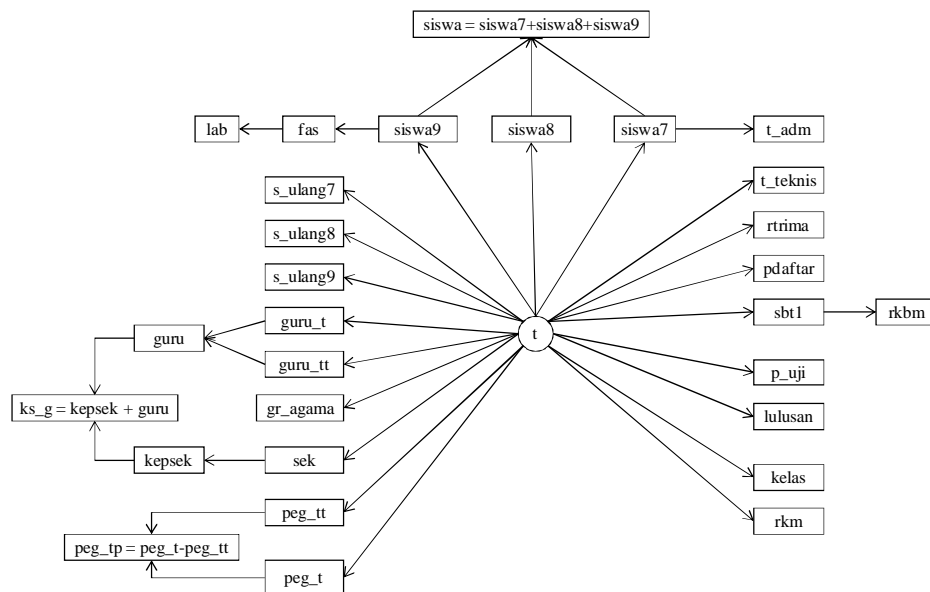 siswa = siswa7+siswa8+siswa9
lab
fas
siswa9
siswa8
siswa7
t_adm
s_ulang7
t_teknis
s_ulang8
rtrima
s_ulang9
pdaftar
guru_t
sbt1
rkbm
guru
t
guru_tt
p_uji
ks_g = kepsek + guru
gr_agama
lulusan
kepsek
sek
kelas
peg_tt
rkm
peg_tp = peg_t-peg_tt
peg_t